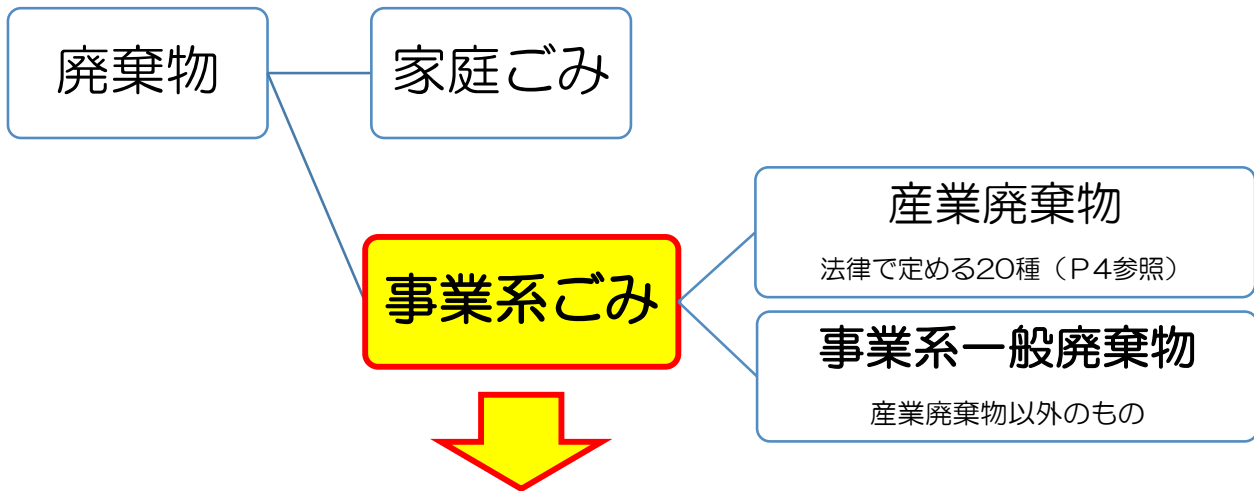 廃棄物
家庭ごみ
事業系ごみ
産業廃棄物
法律で定める20種（P4参照）
事業系一般廃棄物
産業廃棄物以外のもの